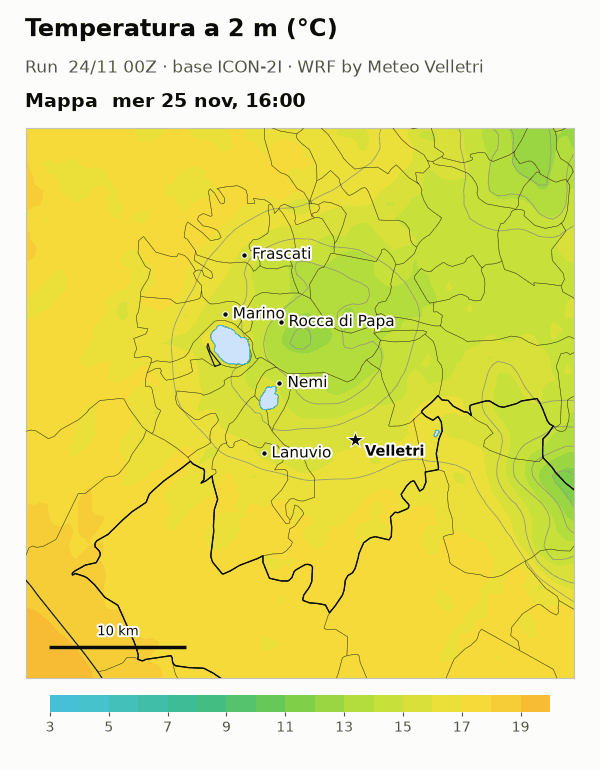 Temperatura a 2 m (°C)
Run  24/11 00Z · base ICON-2I · WRF by Meteo Velletri
Mappa  mer 25 nov, 16:00
Frascati
Marino
Rocca di Papa
Nemi
Velletri
Lanuvio
10 km
3 5 7 9 11 13 15 17 19